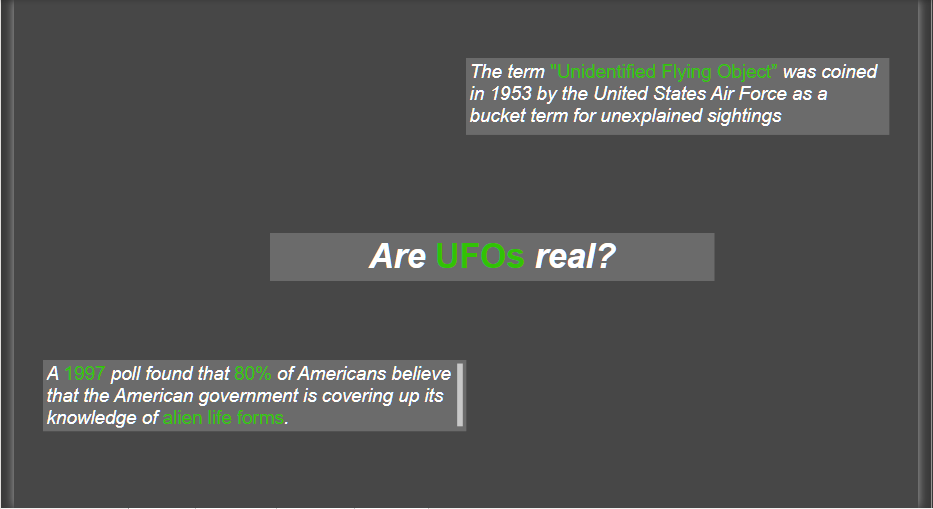 The term "Unidentified Flying Object" was coined
in 1953 by the United States Air Force as a
bucket term for unexplained sightings
Are UFOs real?
A 1997 poll found that 80% of Americans believe
that the American government is covering up its
knowledge of alien life forms.